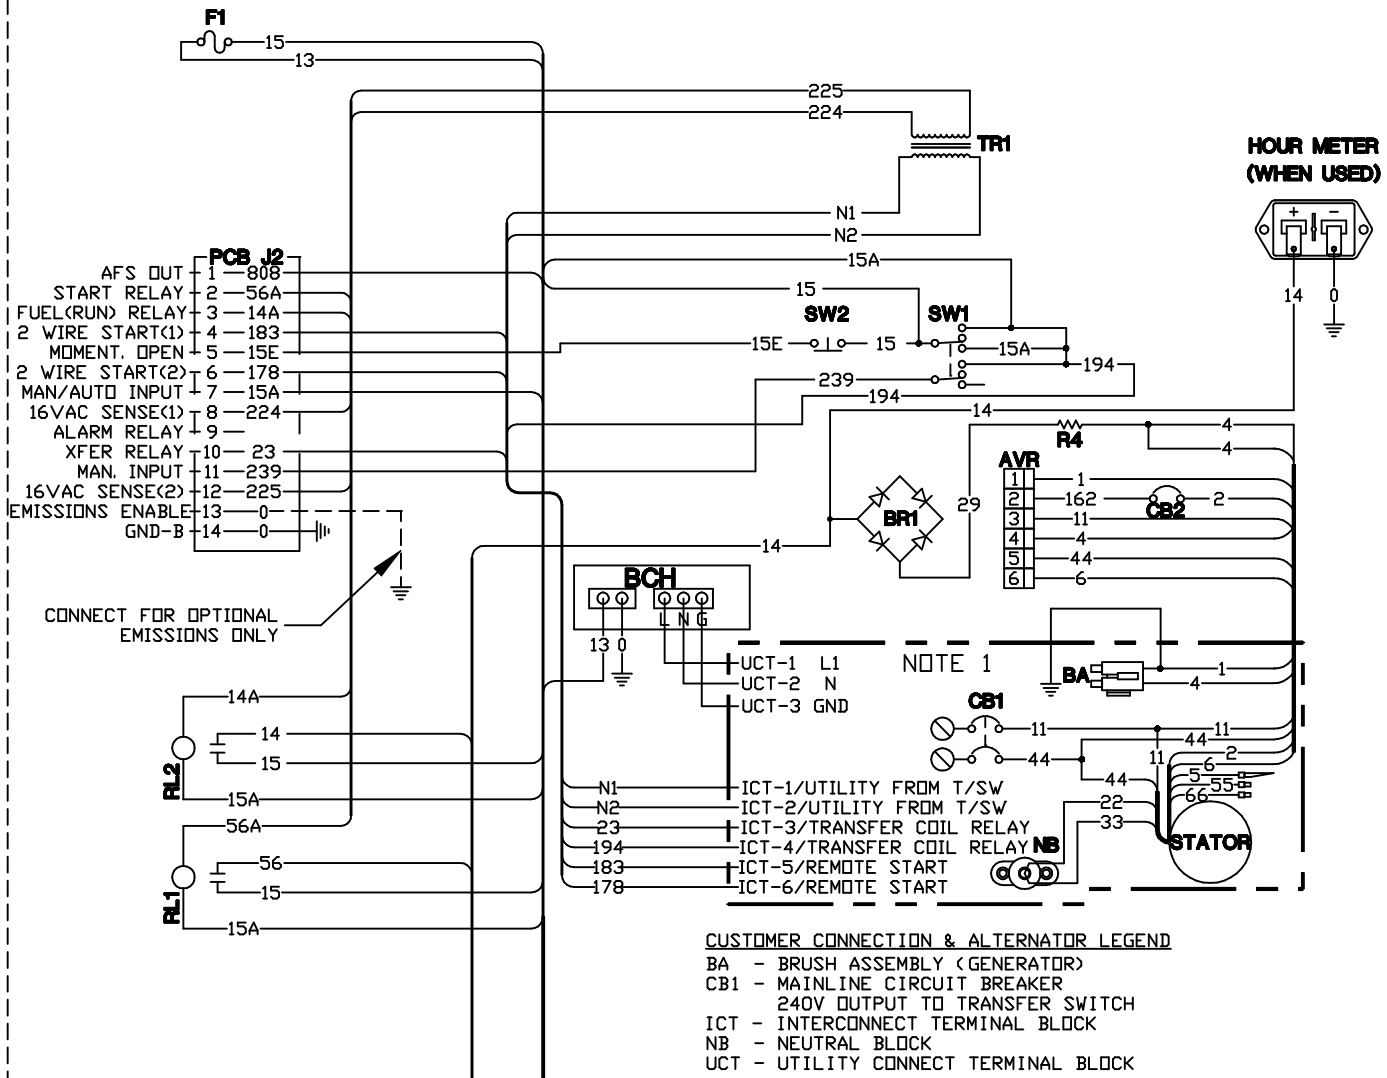 F1
15
13
225
224
TR1
HOUR METER
(WHEN USED)
+ −
14 0
N1
N2
15A
15
PCB J2
AFS OUT 1 808
START RELAY 2 56A
FUEL(RUN) RELAY 3 14A
2 WIRE START(1) 4 183
MOMENT. OPEN 5 15E
2 WIRE START(2) 6 178
MAN/AUTO INPUT 7 15A
16VAC SENSE(1) 8 224
ALARM RELAY 9
XFER RELAY 10 23
MAN. INPUT 11 239
16VAC SENSE(2) 12 225
EMISSIONS ENABLE 13 0
GND-B 14 0
CONNECT FOR OPTIONAL
EMISSIONS ONLY
SW2 SW1
15E 15 15A
239 194
194
14
R4 4
4
AVR
1 1
2 162 CB2 2
3 11
4 4
5 44
6 6
29
BR1
14
BCH
L N G
13 0
UCT-1 L1
UCT-2 N
UCT-3 GND
NOTE 1
BA 1
4
CB1
11 11
44 44
11
2
6
5
55
66
44
22
33
STATOR
NB
14A
14
15
RL2
15A
56A
56
15
RL1
15A
N1 ICT-1/UTILITY FROM T/SW
N2 ICT-2/UTILITY FROM T/SW
23 ICT-3/TRANSFER COIL RELAY
194 ICT-4/TRANSFER COIL RELAY
183 ICT-5/REMOTE START
178 ICT-6/REMOTE START
CUSTOMER CONNECTION & ALTERNATOR LEGEND
BA - BRUSH ASSEMBLY (GENERATOR)
CB1 - MAINLINE CIRCUIT BREAKER
240V OUTPUT TO TRANSFER SWITCH
ICT - INTERCONNECT TERMINAL BLOCK
NB - NEUTRAL BLOCK
UCT - UTILITY CONNECT TERMINAL BLOCK